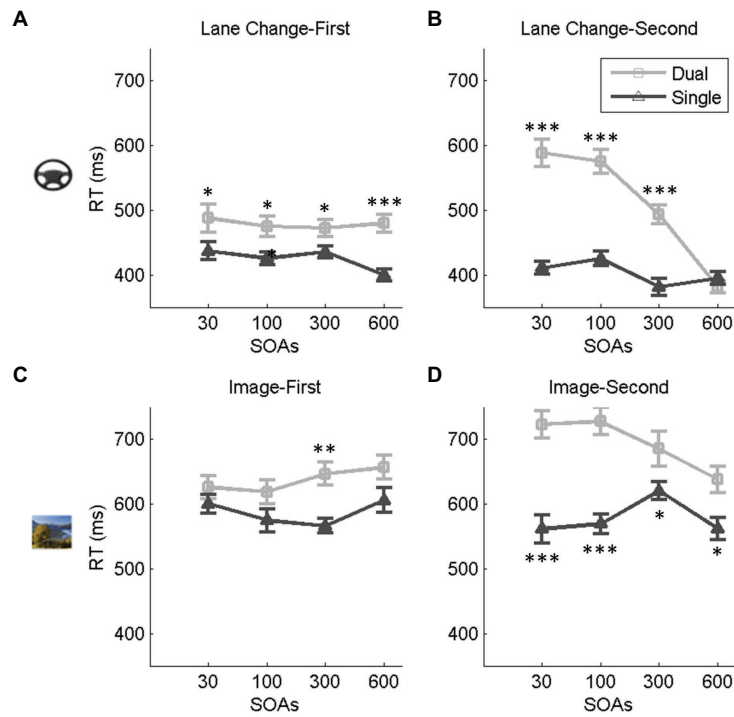 A
Lane Change-First
700
600
500
400
RT (ms)
* * * ***
*
30 100 300 600
SOAs
B
Lane Change-Second
Dual
Single
700
600
500
400
*** *** ***
30 100 300 600
SOAs
C
Image-First
700
600
500
400
RT (ms)
**
30 100 300 600
SOAs
D
Image-Second
700
600
500
400
*** *** * *
30 100 300 600
SOAs